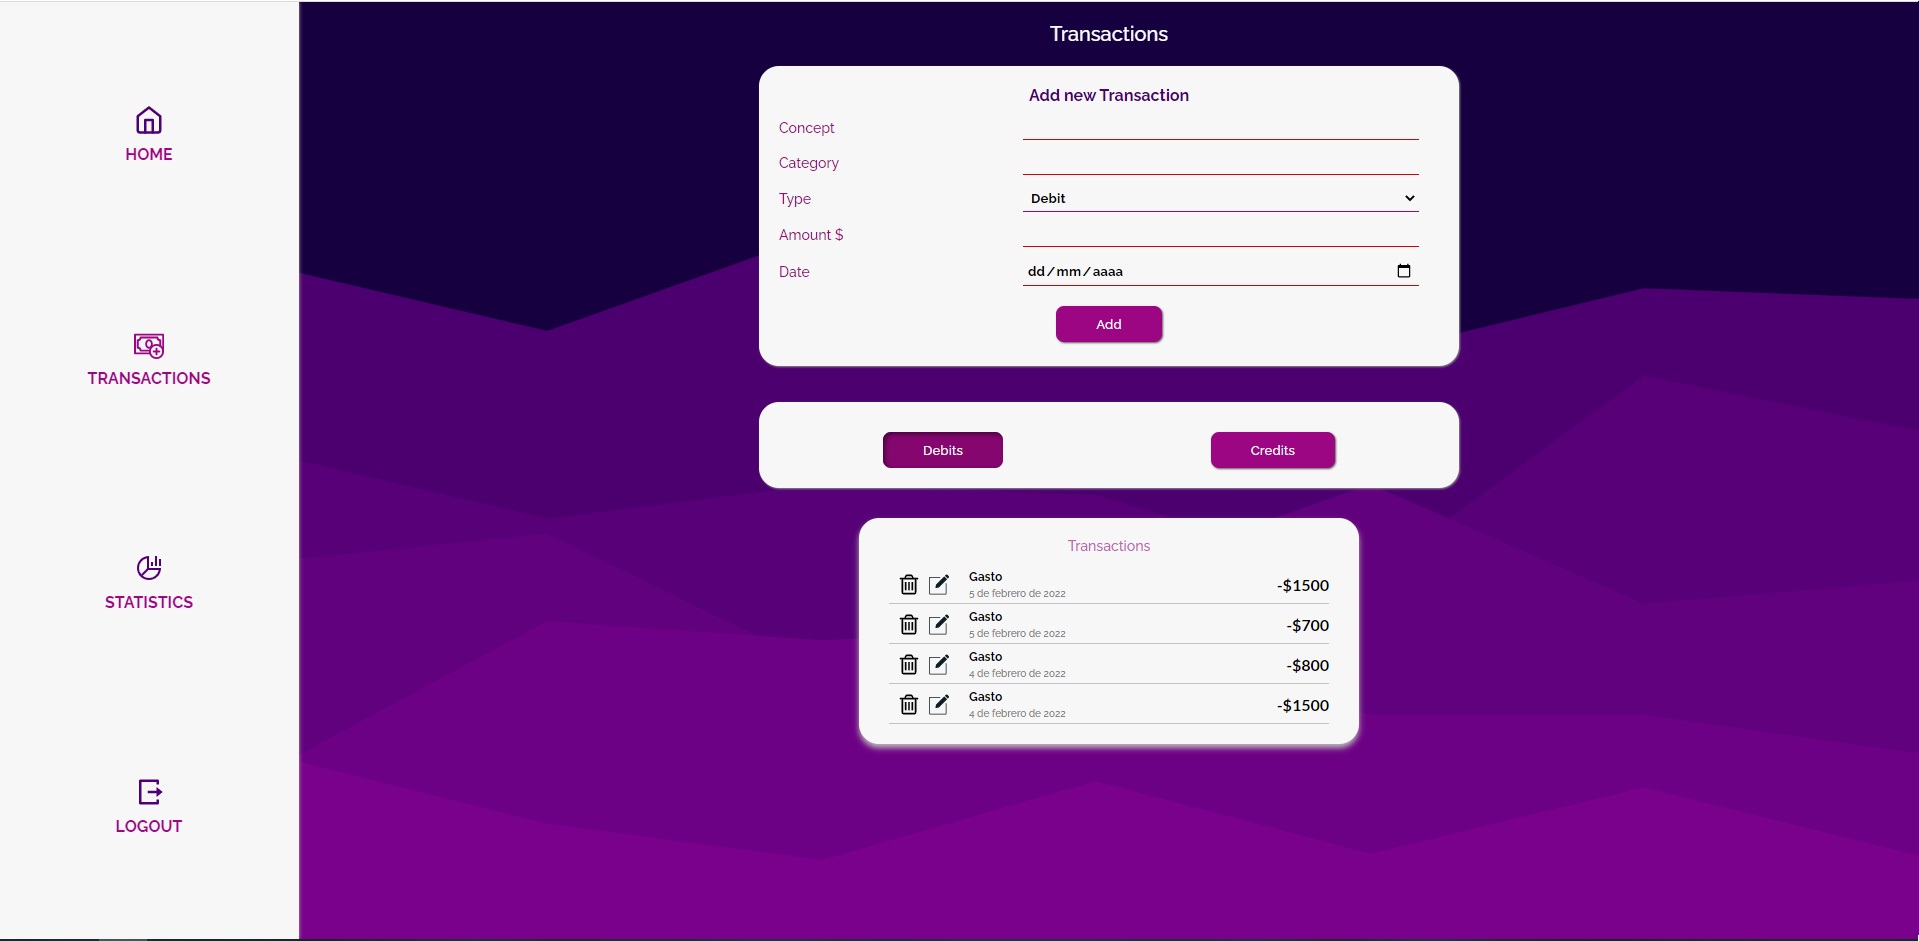 HOME
TRANSACTIONS
STATISTICS
LOGOUT
Transactions
Add new Transaction
Concept
Category
Type Debit
Amount $
Date dd/mm/aaaa
Add
Debits Credits
Transactions
Gasto
5 de febrero de 2022
-$1500
Gasto
5 de febrero de 2022
-$700
Gasto
4 de febrero de 2022
-$800
Gasto
4 de febrero de 2022
-$1500